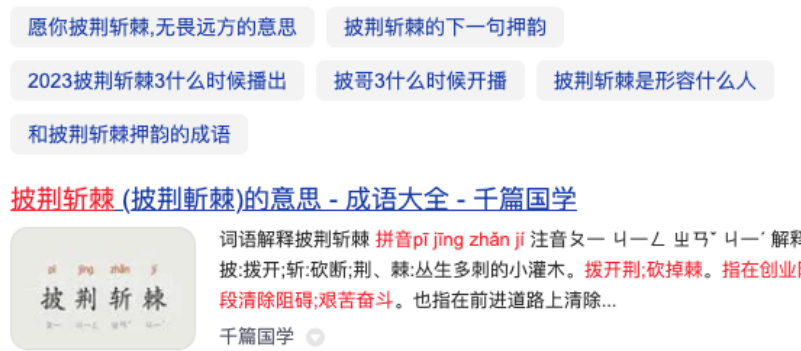 愿你披荆斩棘,无畏远方的意思
披荆斩棘的下一句押韵
2023披荆斩棘3什么时候播出
披哥3什么时候开播
披荆斩棘是形容什么人
和披荆斩棘押韵的成语
披荆斩棘 (披荆斬棘)的意思 - 成语大全 - 千篇国学
pī jīng zhǎn jí
披荆斩棘
ㄆㄧ ㄐㄧㄥ ㄓㄢˇ ㄐㄧˊ
词语解释披荆斩棘 拼音pī jīng zhǎn jí 注音ㄆㄧ ㄐㄧㄥ ㄓㄢˇ ㄐㄧˊ 解释
披:拨开;斩:砍断;荆、棘:丛生多刺的小灌木。拨开荆;砍掉棘。指在创业
段清除阻碍;艰苦奋斗。也指在前进道路上清除...
千篇国学